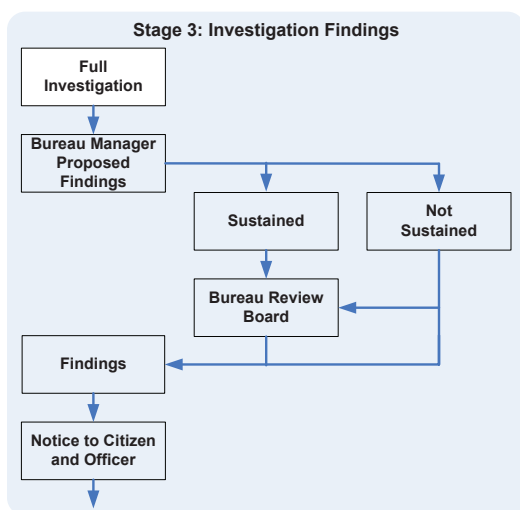 Stage 3: Investigation Findings
Full
Investigation
Bureau Manager
Proposed
Findings
Sustained
Not
Sustained
Bureau Review
Board
Findings
Notice to Citizen
and Officer